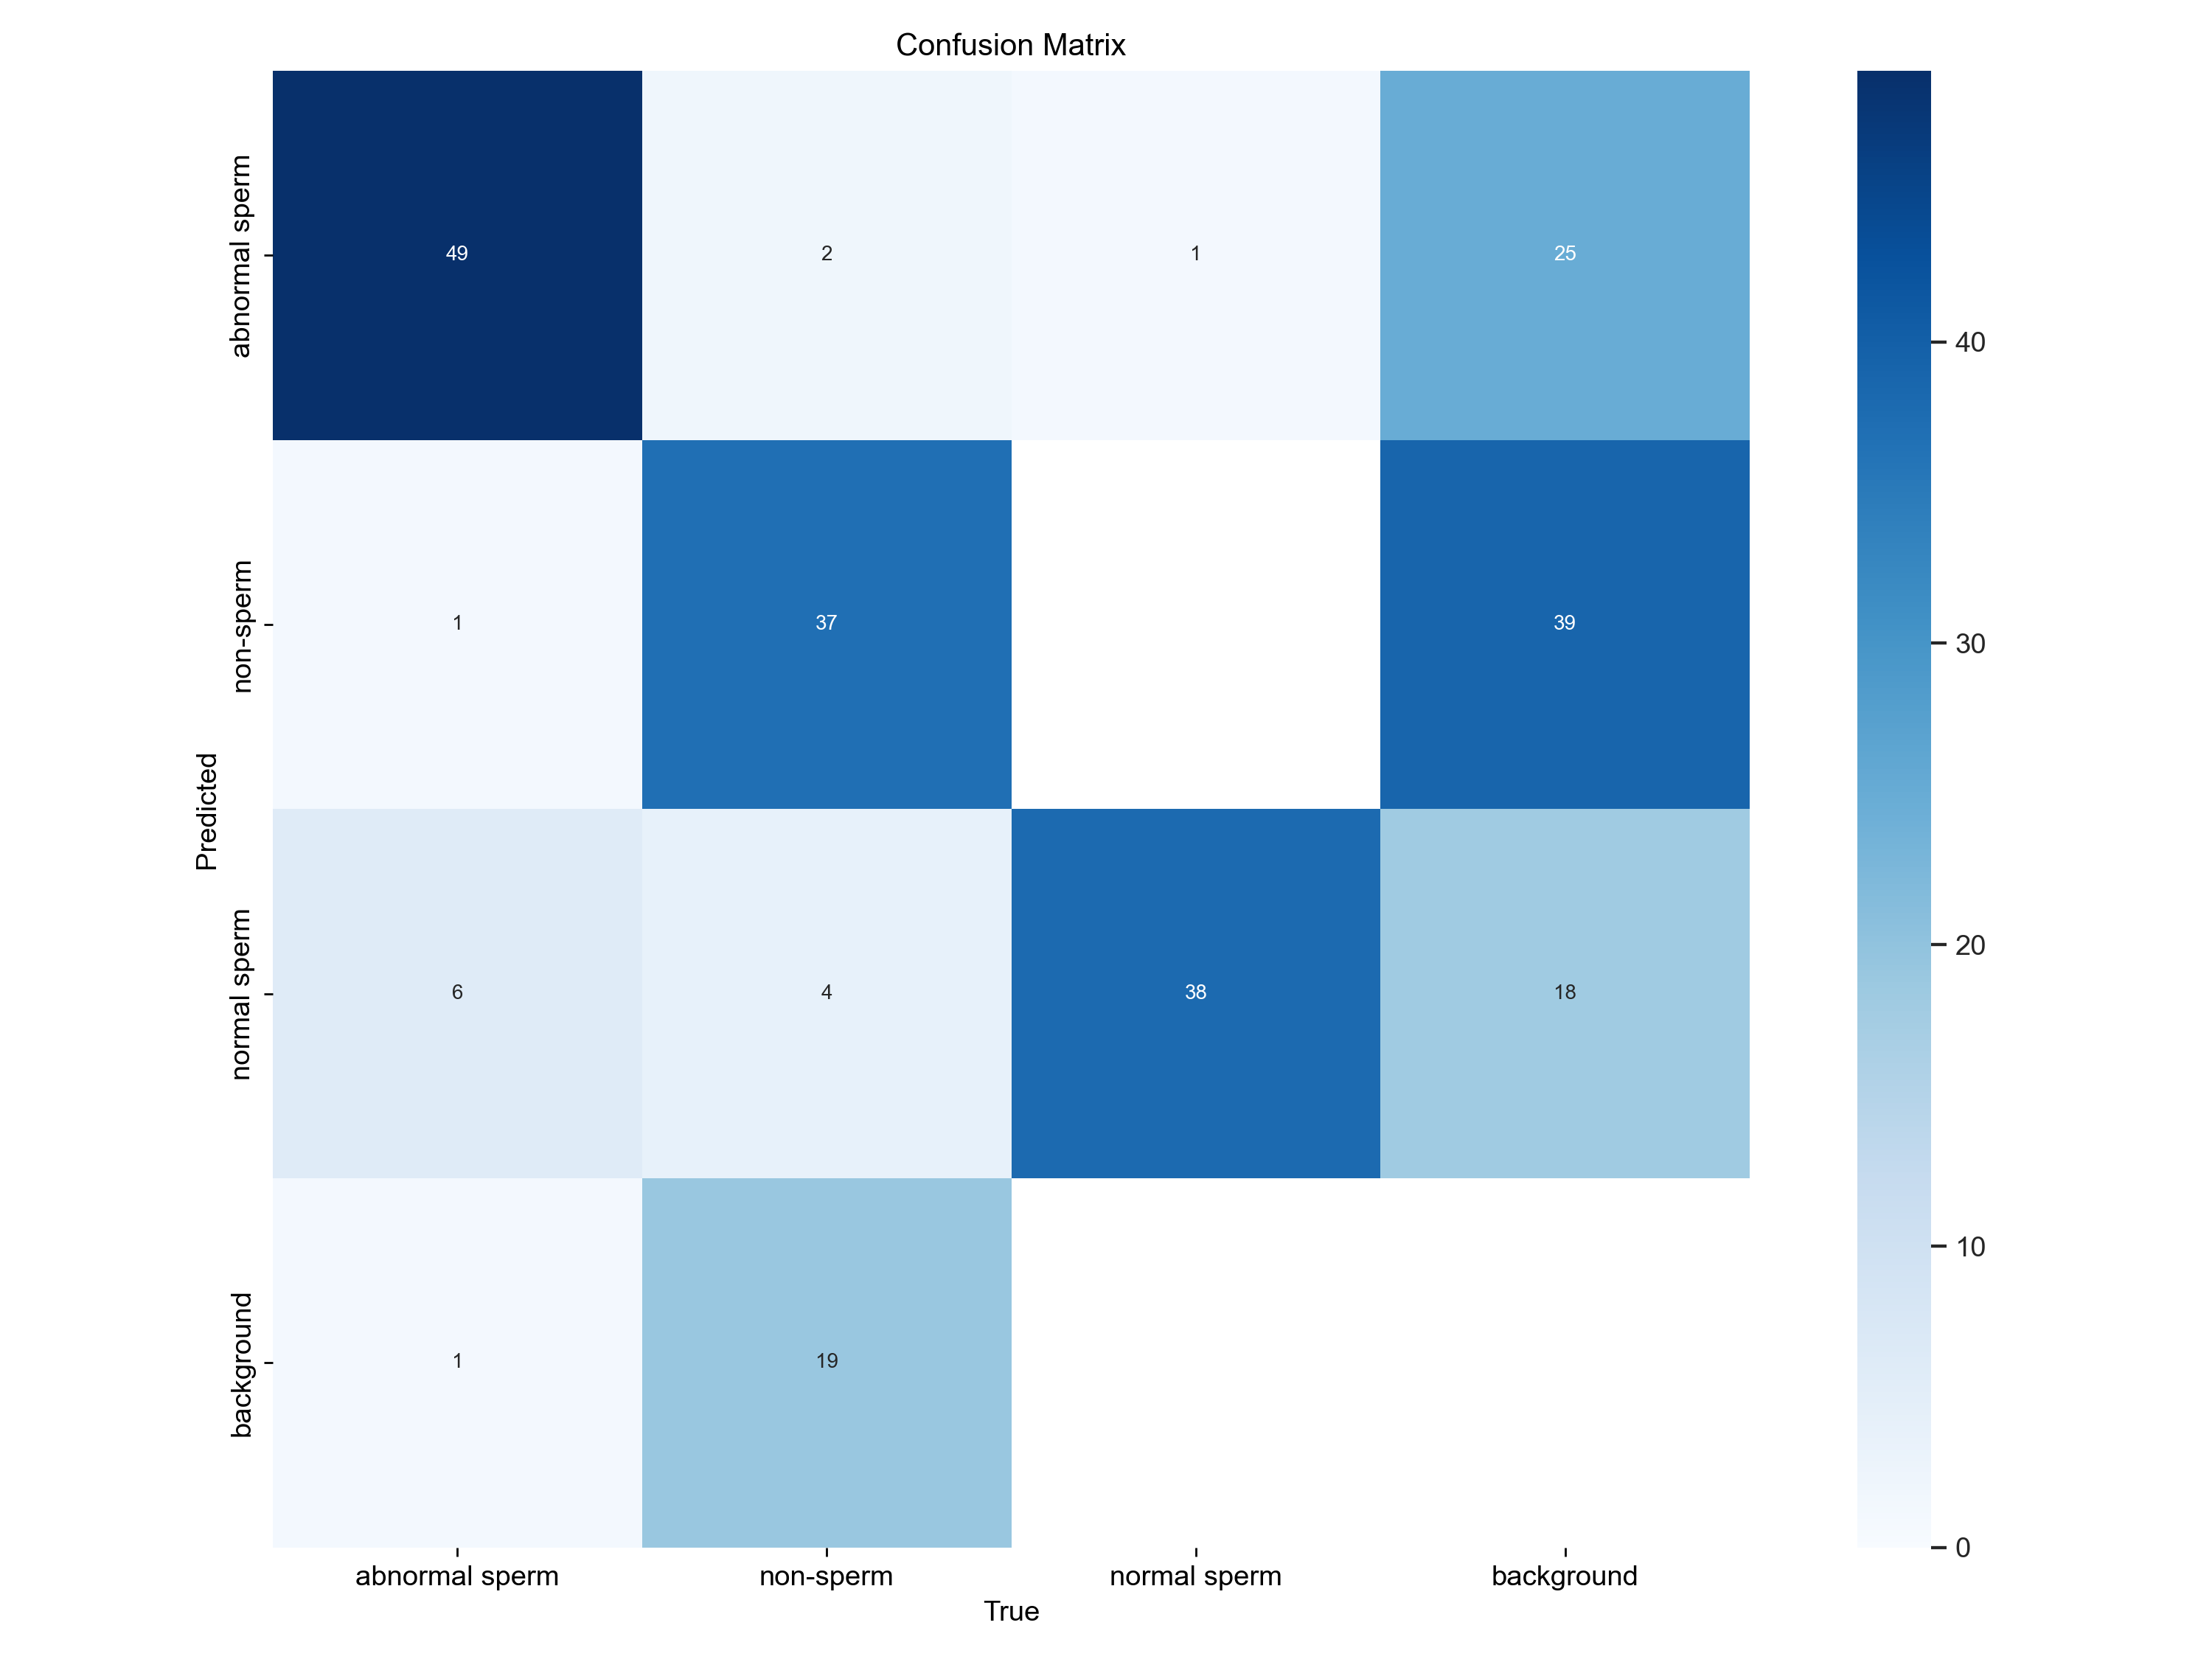 Confusion Matrix
abnormal sperm
49
2
1
25
non-sperm
1
37
39
normal sperm
6
4
38
18
background
1
19
Predicted
abnormal sperm
non-sperm
normal sperm
background
True
40
30
20
10
0